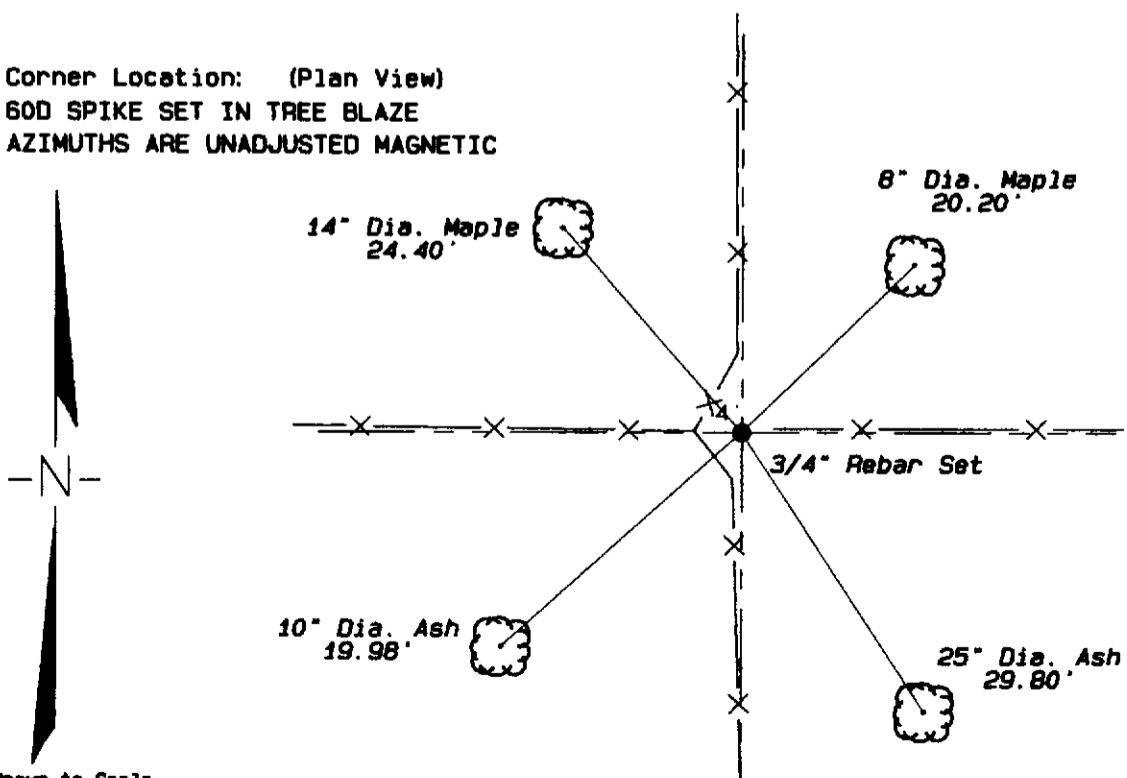 Corner Location: (Plan View)
60D SPIKE SET IN TREE BLAZE
AZIMUTHS ARE UNADJUSTED MAGNETIC
8" Dia. Maple
20.20'
14" Dia. Maple
24.40'
3/4" Rebar Set
-N-
10" Dia. Ash
19.98'
25" Dia. Ash
29.80'
to Scale